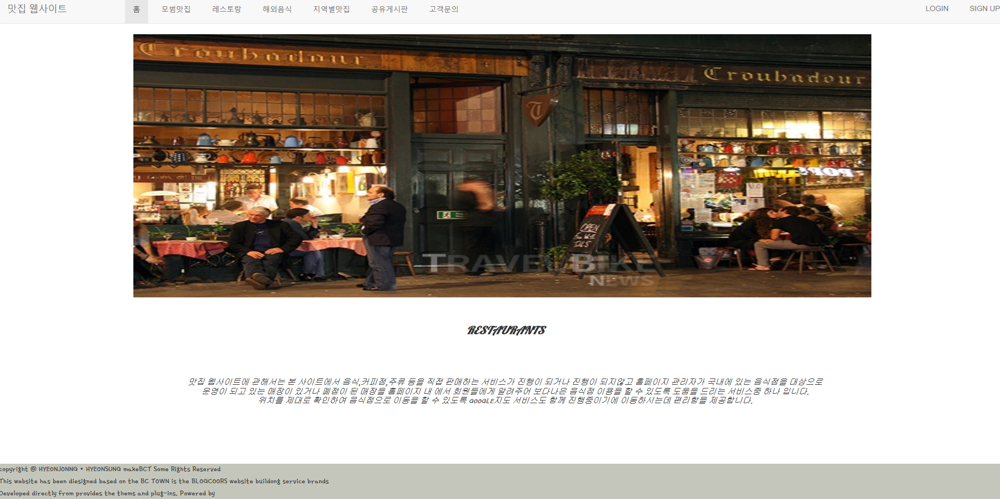 맛집 웹사이트 홈 모범맛집 레스토랑 해외음식 지역별맛집 공유게시판 고객문의 LOGIN SIGN UP
Croubadour
Croubadour
T
OPEN
TRAVEL BIKE
NEWS
RESTAURANTS
맛집 웹사이트에 관해서는 본 사이트에서 음식,커피점,주류 등을 직접 판매하는 서비스가 진행이 되거나 진행이 되지않고 홈페이지 관리자가 국내에 있는 음식점을 대상으로
운영이 되고 있는 매장이 있거나 폐점이 된 매장을 홈페이지 내 에서 회원들에게 알려주어 보다나은 음식점 이용을 할 수 있도록 도움을 드리는 서비스중 하나 입니다.
위치를 제대로 확인하여 음식점으로 이동을 할 수 있도록 GOOGLE지도 서비스도 함께 진행중이기에 이동하시는데 편리함을 제공합니다.
copyright @ HYEONJONNG + HYEONSUNG makeBCT Some Rights Reserved
This website has been diesigned based on the BC TOWN is the BLOGCOORS website buildong service brands
Developed directly from provides the thems and plug-ins. Powered by